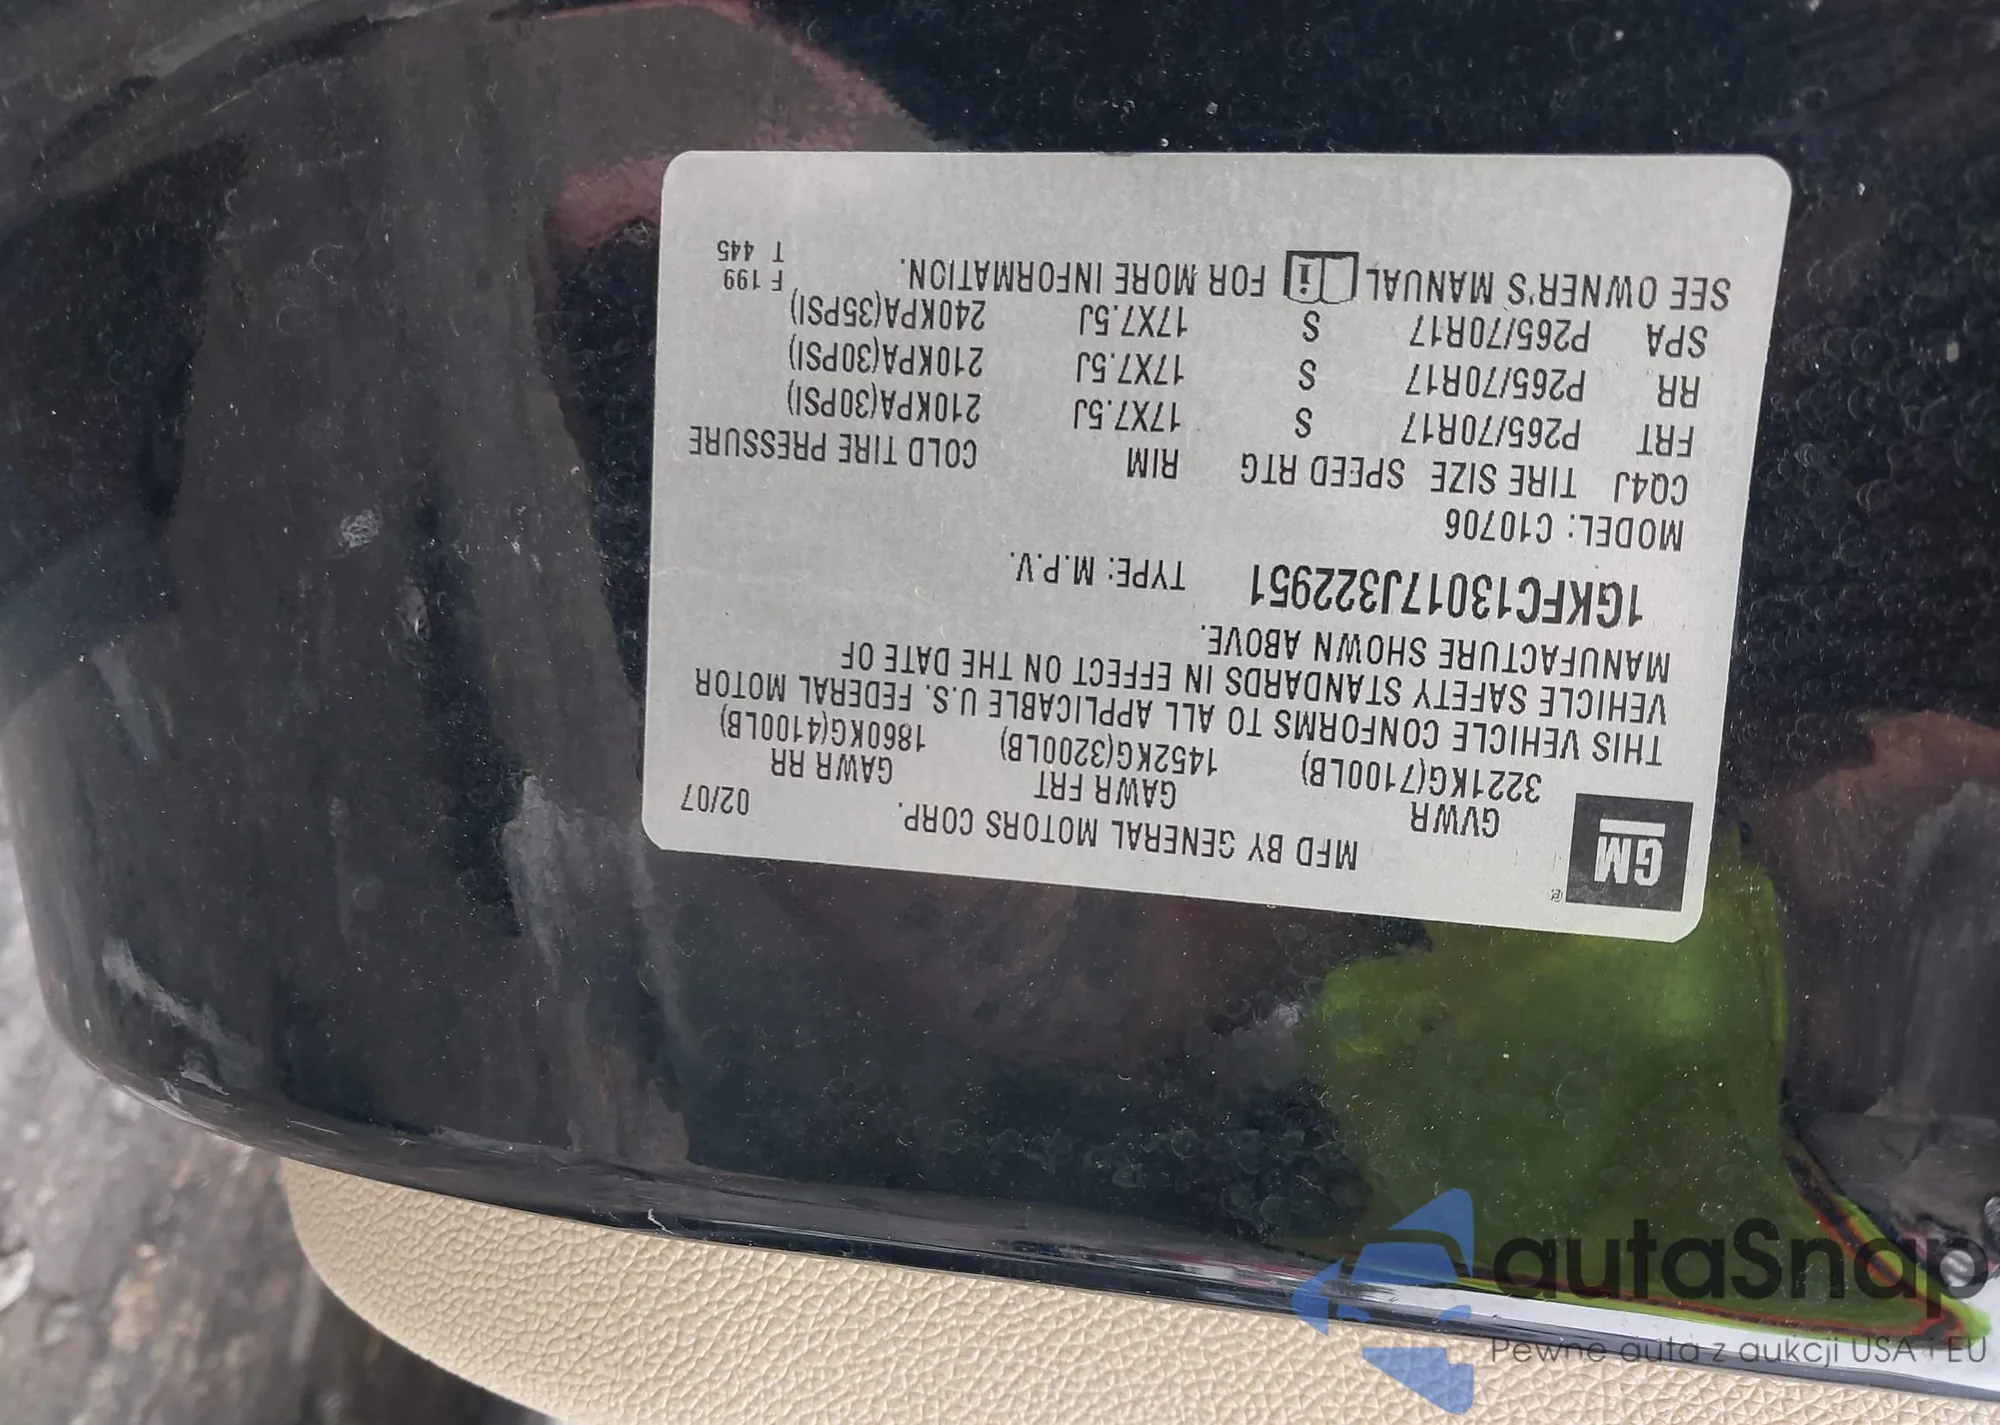 GM
MFD BY GENERAL MOTORS CORP. 02/07
GVWR GAWR FRT GAWR RR
3221KG(7100LB) 1452KG(3200LB) 1860KG(4100LB)
THIS VEHICLE CONFORMS TO ALL APPLICABLE U.S. FEDERAL MOTOR
VEHICLE SAFETY STANDARDS IN EFFECT ON THE DATE OF
MANUFACTURE SHOWN ABOVE.
1GKFC13017J322951 TYPE: M.P.V.
MODEL: C10706
CQ4J TIRE SIZE SPEED RTG RIM COLD TIRE PRESSURE
FRT P265/70R17 S 17X7.5J 210KPA(30PSI)
RR P265/70R17 S 17X7.5J 210KPA(30PSI)
SPA P265/70R17 S 17X7.5J 240KPA(35PSI)
SEE OWNER'S MANUAL i FOR MORE INFORMATION. F 199
T 445
autaSnap
Pewne auta z aukcji USA i EU